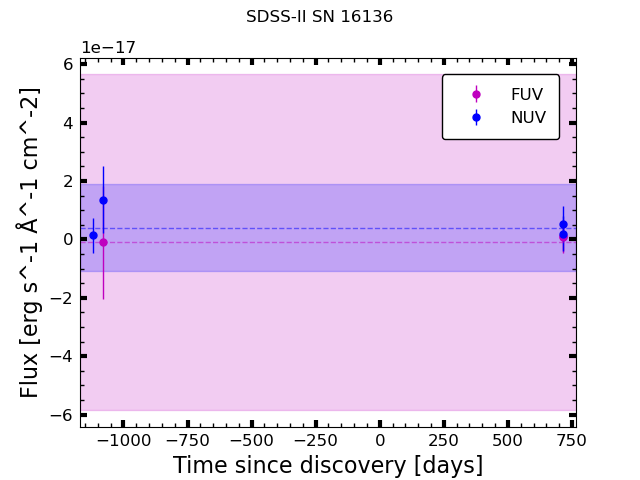 SDSS-II SN 16136
1e−17
6
4
2
0
−2
−4
−6
Flux [erg s^-1 Å^-1 cm^-2]
FUV
NUV
−1000 −750 −500 −250 0 250 500 750
Time since discovery [days]